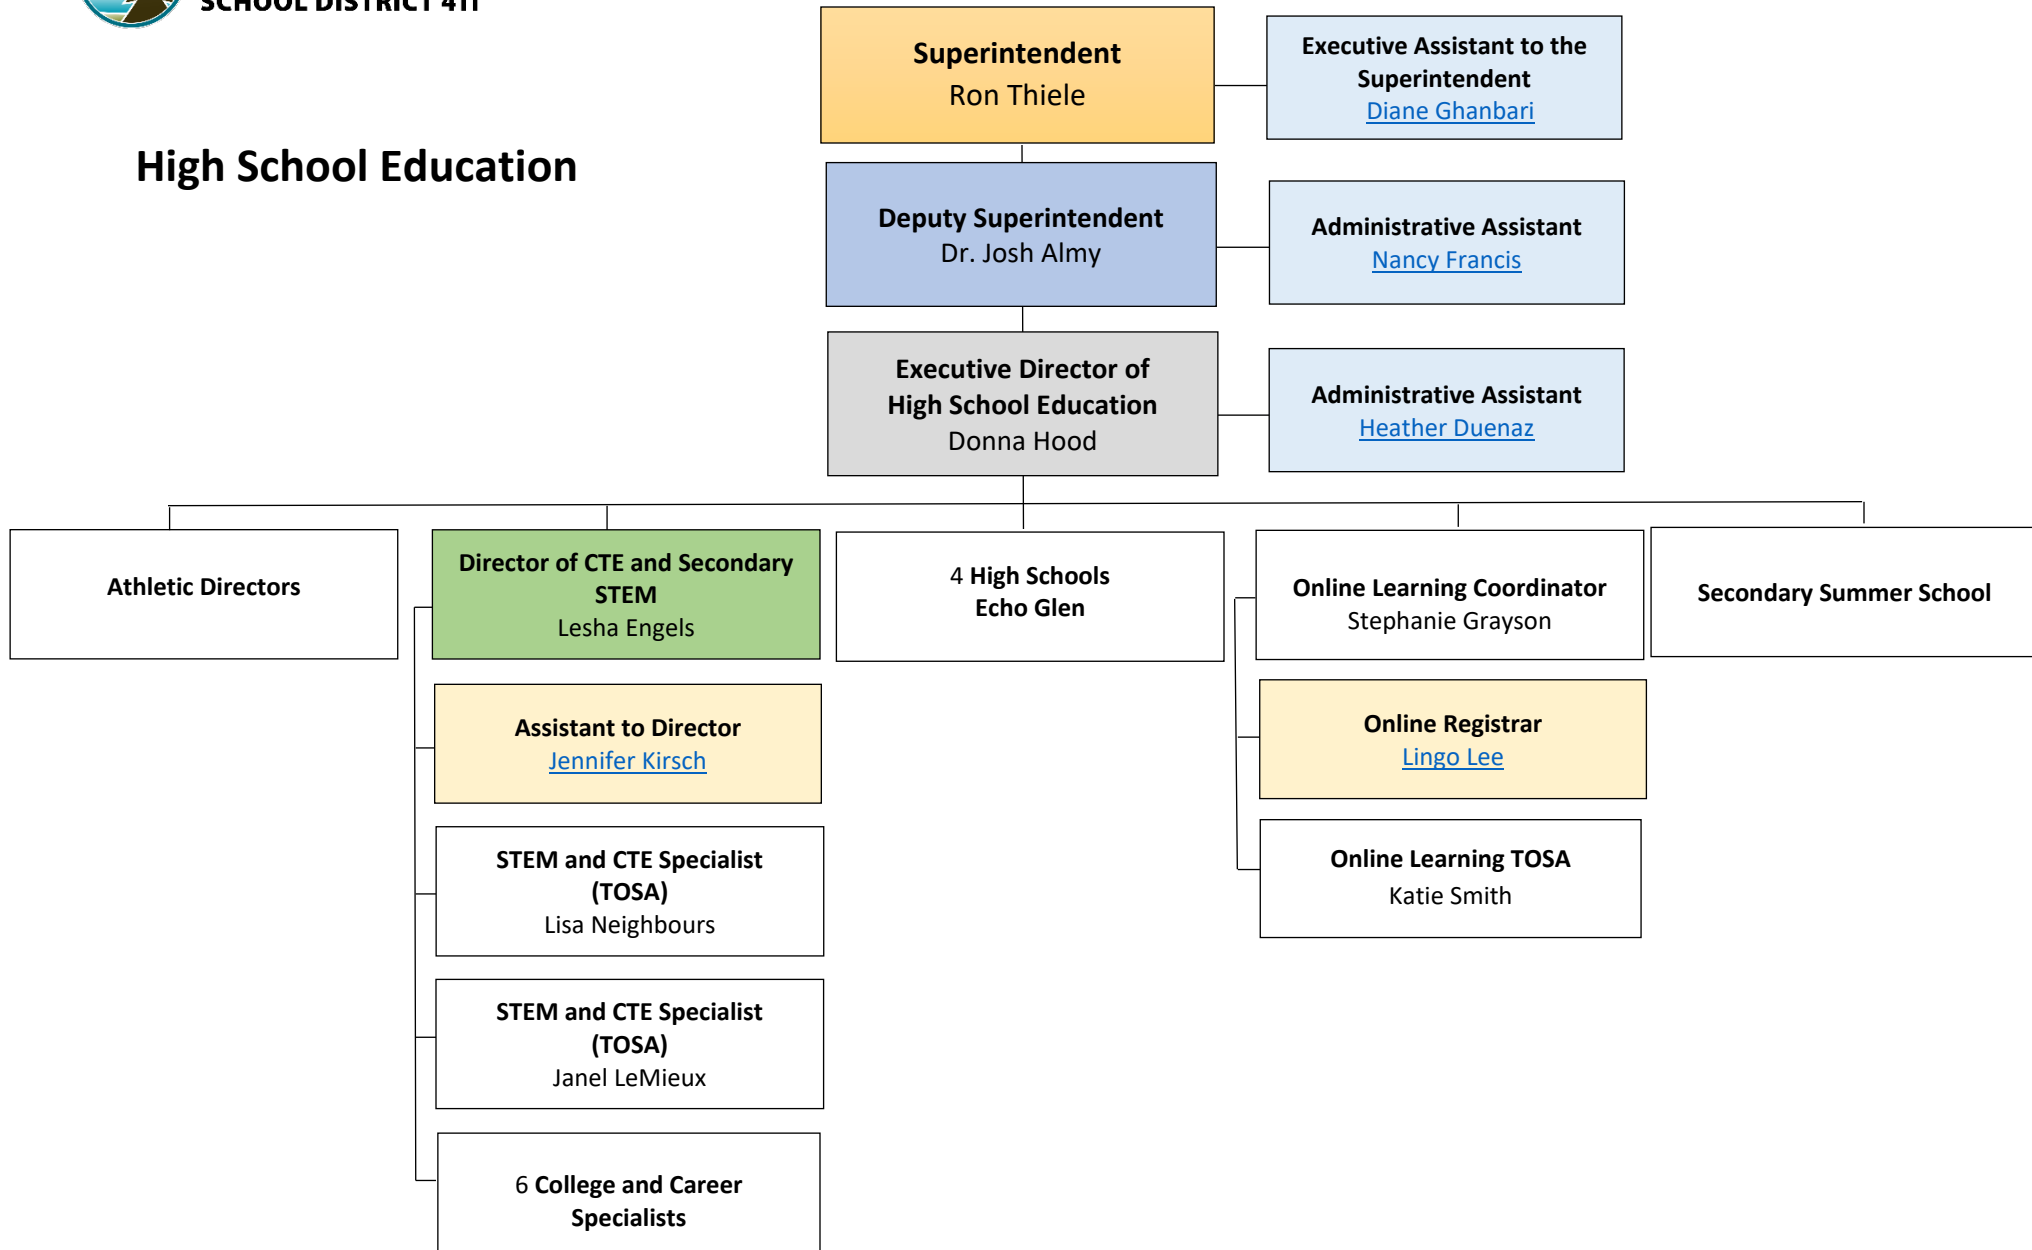 SCHOOL DISTRICT 411
High School Education
Superintendent
Ron Thiele
Executive Assistant to the
Superintendent
Diane Ghanbari
Deputy Superintendent
Dr. Josh Almy
Administrative Assistant
Nancy Francis
Executive Director of
High School Education
Donna Hood
Administrative Assistant
Heather Duenaz
Athletic Directors
Director of CTE and Secondary
STEM
Lesha Engels
4 High Schools
Echo Glen
Online Learning Coordinator
Stephanie Grayson
Secondary Summer School
Assistant to Director
Jennifer Kirsch
Online Registrar
Lingo Lee
STEM and CTE Specialist
(TOSA)
Lisa Neighbours
Online Learning TOSA
Katie Smith
STEM and CTE Specialist
(TOSA)
Janel LeMieux
6 College and Career
Specialists